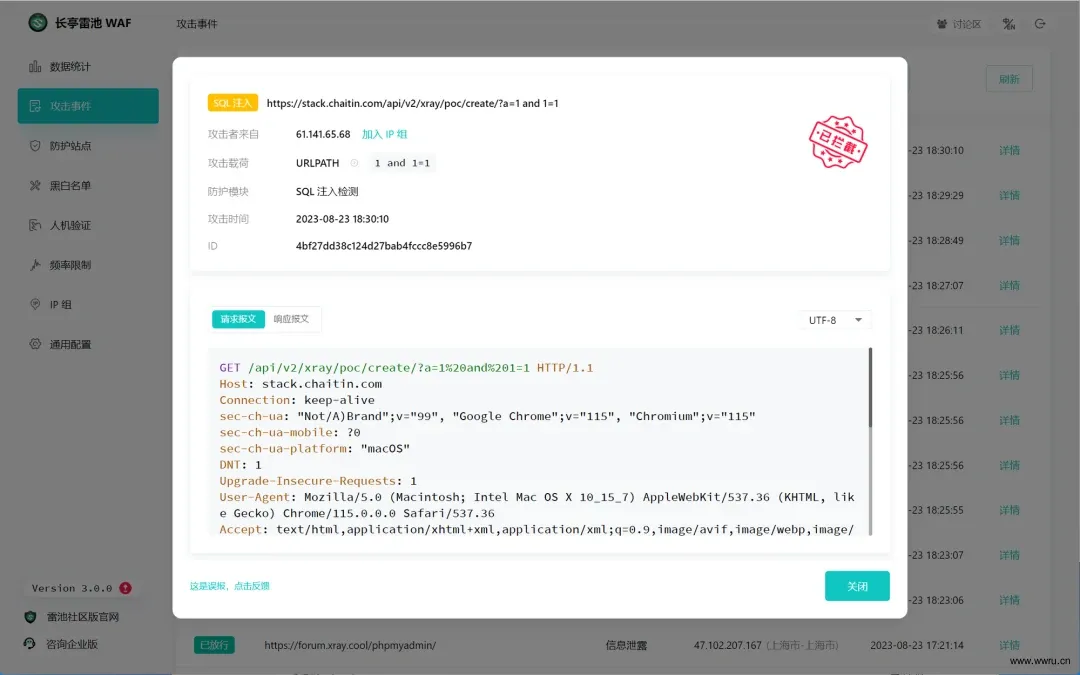 长亭雷池 WAF
攻击事件
讨论区
数据统计
攻击事件
防护站点
黑白名单
人机验证
频率限制
IP 组
通用配置
Version 3.0.0
雷池社区版官网
咨询企业版
刷新
SQL 注入 https://stack.chaitin.com/api/v2/xray/poc/create/?a=1 and 1=1
攻击者来自 61.141.65.68 加入 IP 组
攻击载荷 URLPATH 1 and 1=1
防护模块 SQL 注入检测
攻击时间 2023-08-23 18:30:10
ID 4bf27dd38c124d27bab4fccc8e5996b7
已拦截
请求报文 响应报文 UTF-8
GET /api/v2/xray/poc/create/?a=1%20and%201=1 HTTP/1.1
Host: stack.chaitin.com
Connection: keep-alive
sec-ch-ua: "Not/A)Brand";v="99", "Google Chrome";v="115", "Chromium";v="115"
sec-ch-ua-mobile: ?0
sec-ch-ua-platform: "macOS"
DNT: 1
Upgrade-Insecure-Requests: 1
User-Agent: Mozilla/5.0 (Macintosh; Intel Mac OS X 10_15_7) AppleWebKit/537.36 (KHTML, lik
e Gecko) Chrome/115.0.0.0 Safari/537.36
Accept: text/html,application/xhtml+xml,application/xml;q=0.9,image/avif,image/webp,image/
这是误报，点击反馈
关闭
-23 18:30:10 详情
-23 18:29:29 详情
-23 18:28:49 详情
-23 18:27:07 详情
-23 18:26:11 详情
-23 18:25:56 详情
-23 18:25:56 详情
-23 18:25:56 详情
-23 18:25:55 详情
-23 18:23:07 详情
-23 18:23:06 详情
已放行 https://forum.xray.cool/phpmyadmin/ 信息泄露 47.102.207.167 (上海市-上海市) 2023-08-23 17:21:14 详情
www.wwru.cn